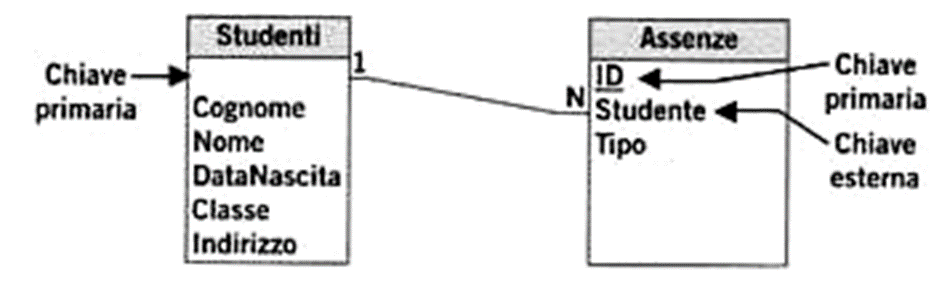 Studenti
Chiave
primaria
1
Cognome
Nome
DataNascita
Classe
Indirizzo
Assenze
ID
N
Studente
Tipo
Chiave
primaria
Chiave
esterna